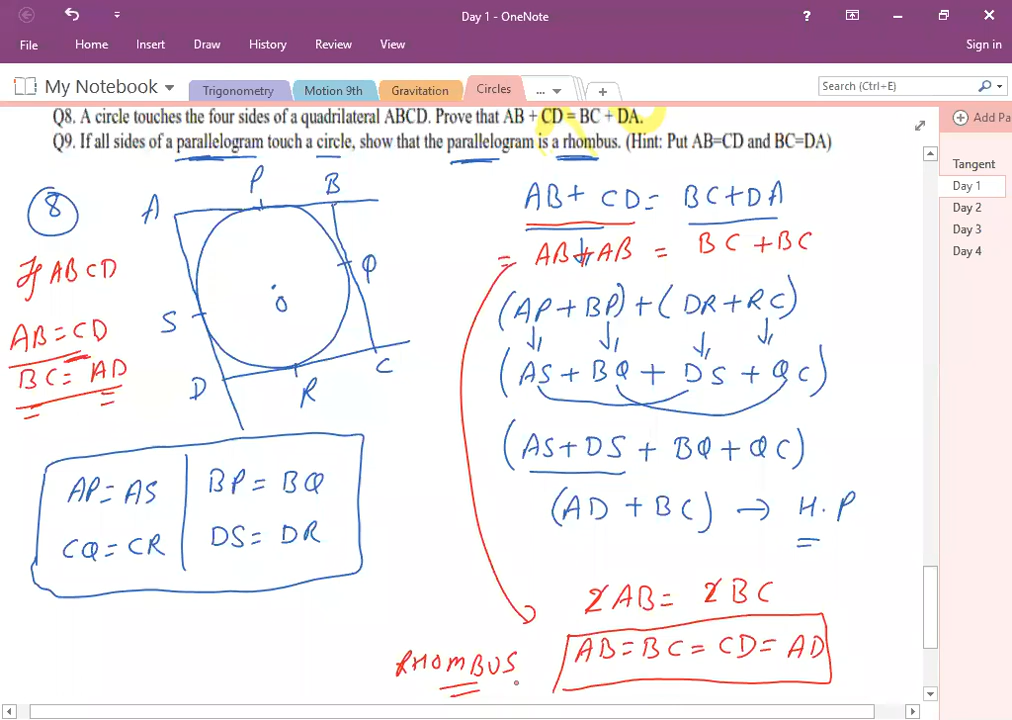 Day 1 - OneNote
?
File Home Insert Draw History Review View Sign in
My Notebook Trigonometry Motion 9th Gravitation Circles ... + Search (Ctrl+E)
Q8. A circle touches the four sides of a quadrilateral ABCD. Prove that AB + CD = BC + DA.
Q9. If all sides of a parallelogram touch a circle, show that the parallelogram is a rhombus. (Hint: Put AB=CD and BC=DA)
Add Pa
Tangent
Day 1
Day 2
Day 3
Day 4
8
If ABCD
AB = CD
BC = AD
A P B
Q
O
S
D R C
AP = AS BP = BQ
CQ = CR DS = DR
AB + CD = BC + DA
= AB + AB = BC + BC
(AP + BP) + (DR + RC)
(AS + BQ + DS + QC)
(AS + DS + BQ + QC)
(AD + BC) → H.P
2AB = 2BC
AB = BC = CD = AD
RHOMBUS